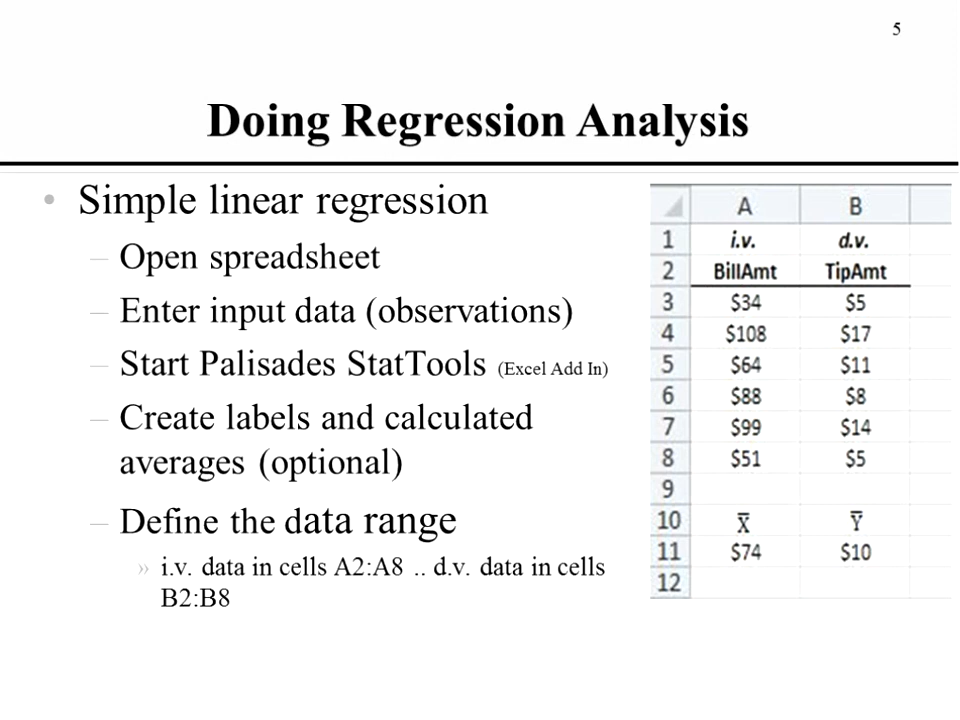 5
Doing Regression Analysis
• Simple linear regression
– Open spreadsheet
– Enter input data (observations)
– Start Palisades StatTools (Excel Add In)
– Create labels and calculated
averages (optional)
– Define the data range
» i.v. data in cells A2:A8 .. d.v. data in cells
B2:B8
A B
1 i.v. d.v.
2 BillAmt TipAmt
3 $34 $5
4 $108 $17
5 $64 $11
6 $88 $8
7 $99 $14
8 $51 $5
9
10 X̅ Y̅
11 $74 $10
12